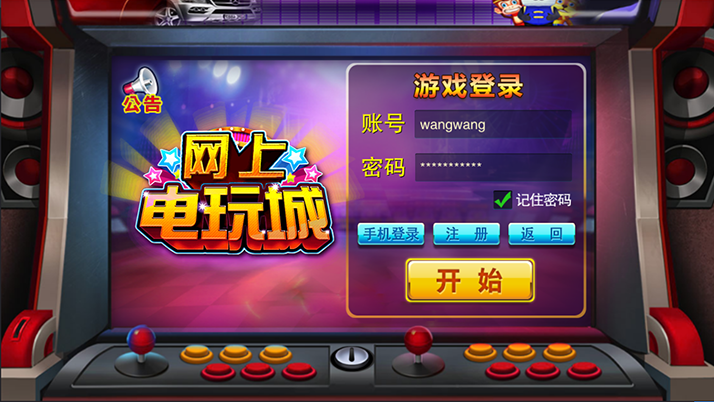 公告
网上
电玩城
游戏登录
账号 wangwang
密码 ***********
记住密码
手机登录 注册 返回
开始